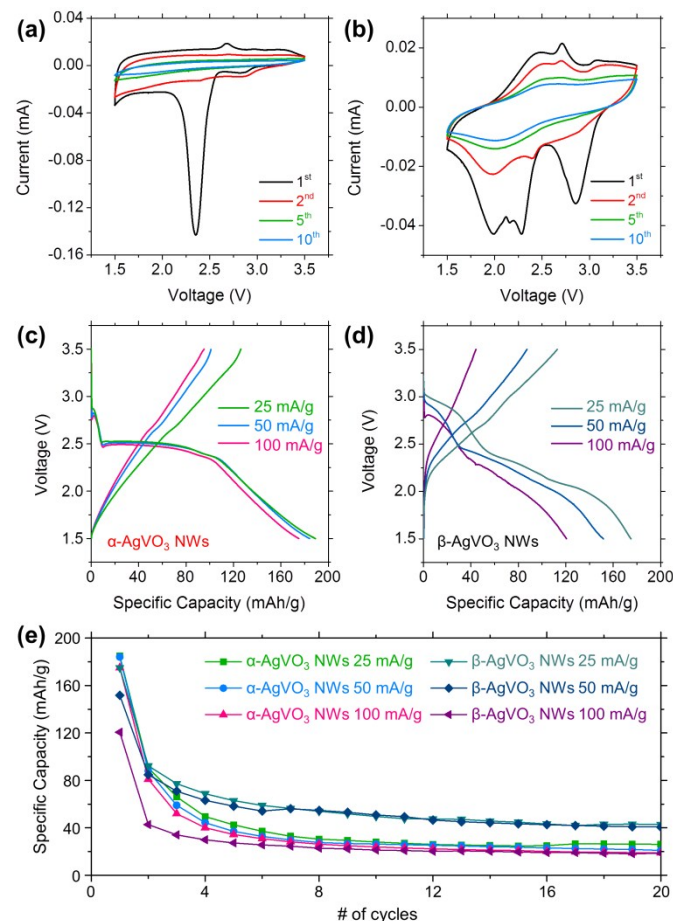 (a)
0.04
0.00
-0.04
-0.08
-0.12
-0.16
Current (mA)
1st
2nd
5th
10th
1.5 2.0 2.5 3.0 3.5
Voltage (V)
(b)
0.02
0.00
-0.02
-0.04
Current (mA)
1st
2nd
5th
10th
1.5 2.0 2.5 3.0 3.5
Voltage (V)
(c)
3.5
3.0
2.5
2.0
1.5
Voltage (V)
25 mA/g
50 mA/g
100 mA/g
α-AgVO3 NWs
0 40 80 120 160 200
Specific Capacity (mAh/g)
(d)
3.5
3.0
2.5
2.0
1.5
Voltage (V)
25 mA/g
50 mA/g
100 mA/g
β-AgVO3 NWs
0 40 80 120 160 200
Specific Capacity (mAh/g)
(e)
200
160
120
80
40
0
Specific Capacity (mAh/g)
α-AgVO3 NWs 25 mA/g
α-AgVO3 NWs 50 mA/g
α-AgVO3 NWs 100 mA/g
β-AgVO3 NWs 25 mA/g
β-AgVO3 NWs 50 mA/g
β-AgVO3 NWs 100 mA/g
0 4 8 12 16 20
# of cycles